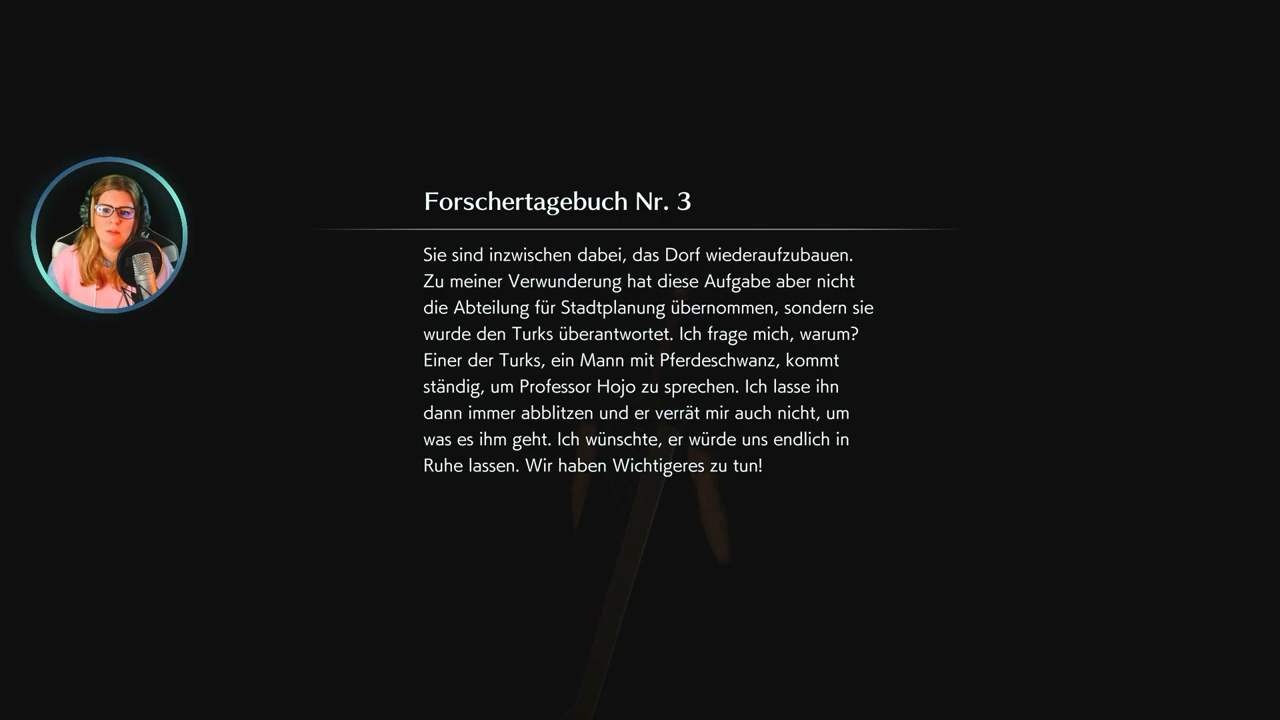 Forschertagebuch Nr. 3
Sie sind inzwischen dabei, das Dorf wiederaufzubauen.
Zu meiner Verwunderung hat diese Aufgabe aber nicht
die Abteilung für Stadtplanung übernommen, sondern sie
wurde den Turks überantwortet. Ich frage mich, warum?
Einer der Turks, ein Mann mit Pferdeschwanz, kommt
ständig, um Professor Hojo zu sprechen. Ich lasse ihn
dann immer abblitzen und er verrät mir auch nicht, um
was es ihm geht. Ich wünschte, er würde uns endlich in
Ruhe lassen. Wir haben Wichtigeres zu tun!